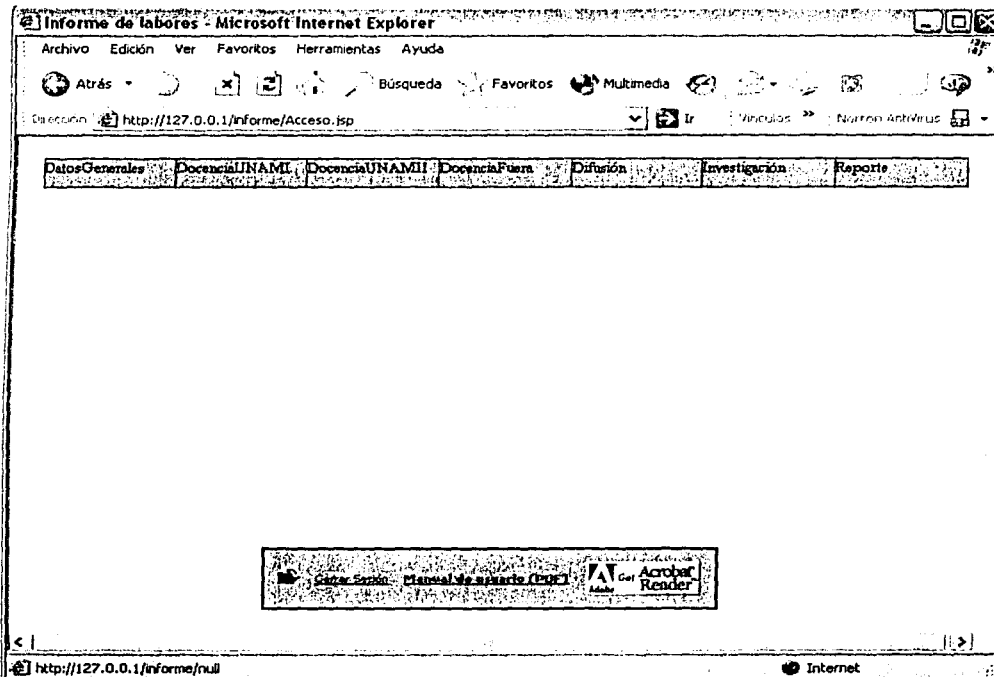 Informe de labores - Microsoft Internet Explorer
Archivo Edición Ver Favoritos Herramientas Ayuda
Atrás Búsqueda Favoritos Multimedia
Dirección http://127.0.0.1/informe/Acceso.jsp Ir Vínculos » Norton AntiVirus
DatosGenerales DocenciaUNAMI DocenciaUNAMII DocenciaFuera Difusión Investigación Reporte
Cerrar Sesión Manual de usuario (PDF) Adobe Get Acrobat Render
http://127.0.0.1/informe/null Internet